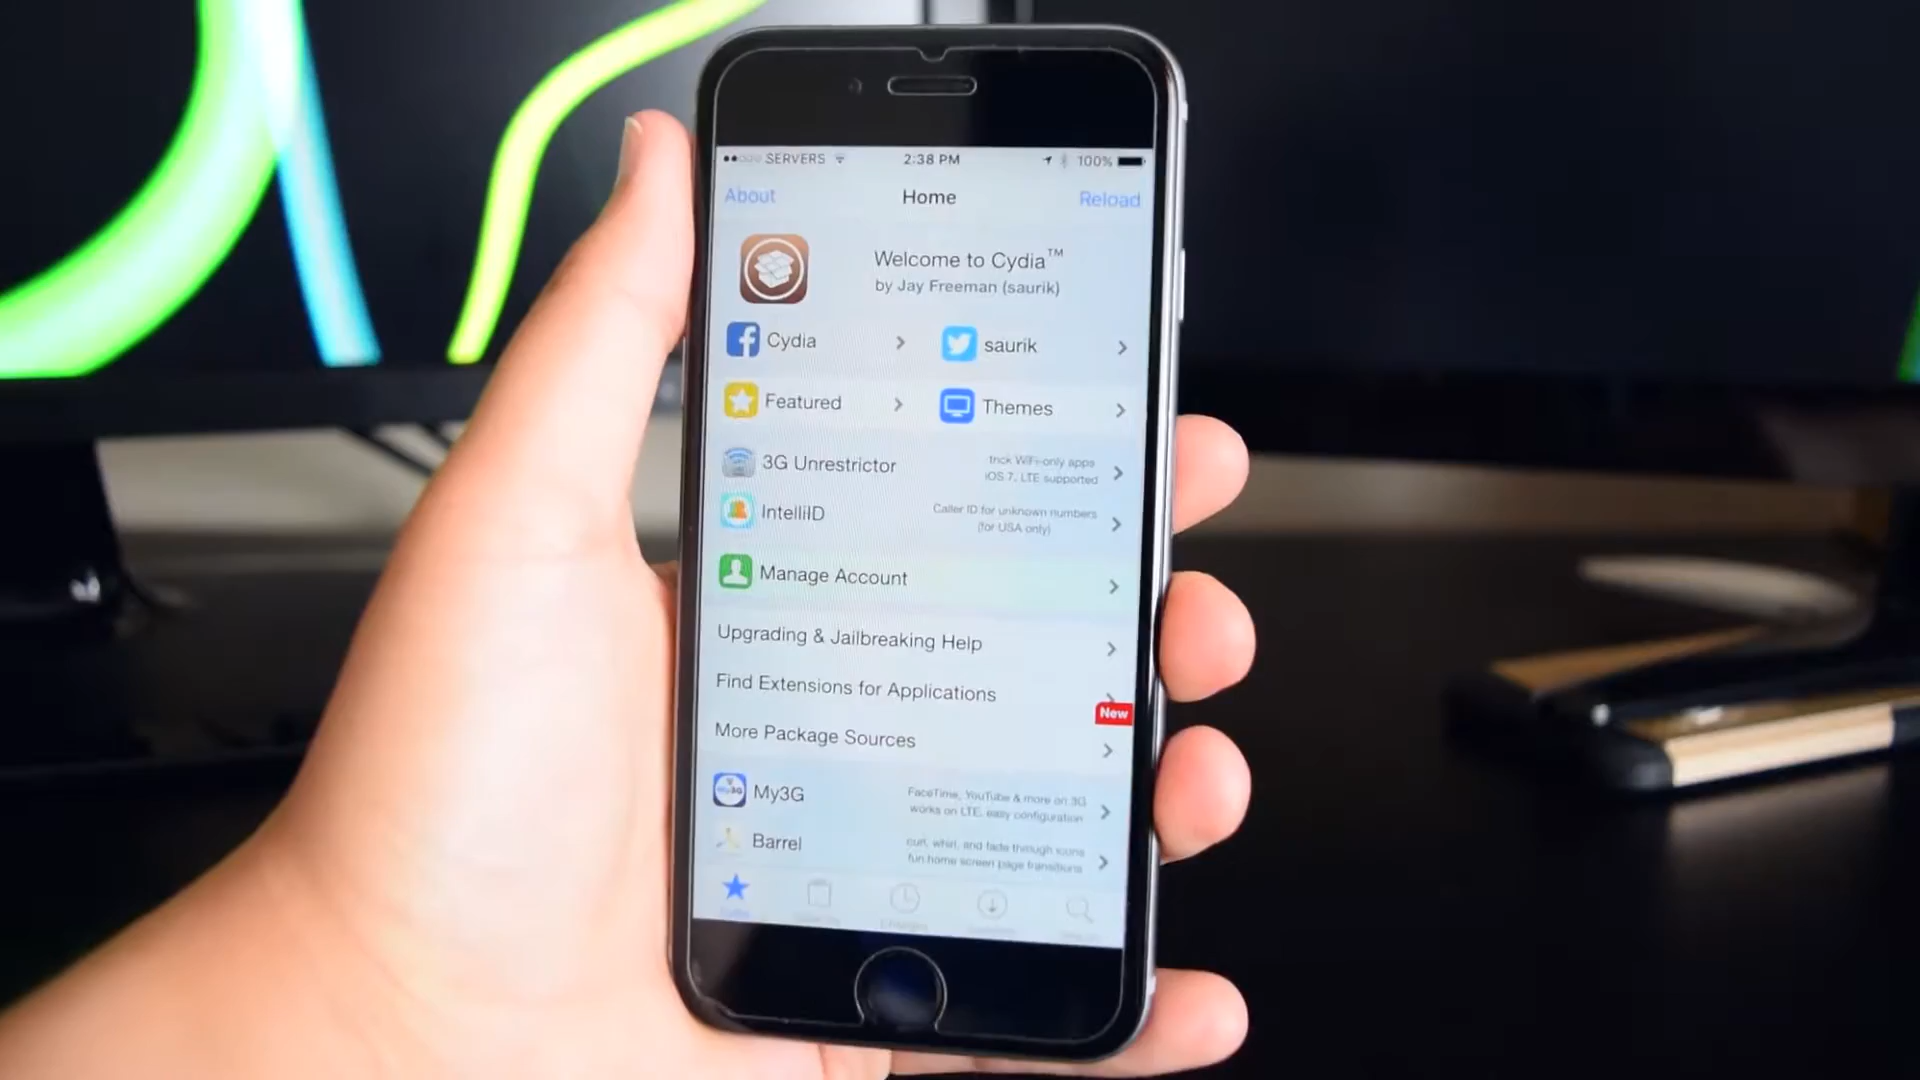 SERVERS 2:38 PM 100%
About Home Reload
Welcome to Cydia™
by Jay Freeman (saurik)
Cydia saurik
Featured Themes
3G Unrestrictor
trick WiFi-only apps
iOS 7, LTE supported
IntelliID
Caller ID for unknown numbers
(for USA only)
Manage Account
Upgrading & Jailbreaking Help
Find Extensions for Applications
New
More Package Sources
My3G
FaceTime, YouTube & more on 3G
works on LTE, easy configuration
Barrel
curl, whirl, and fade through icons
fun home screen page transitions